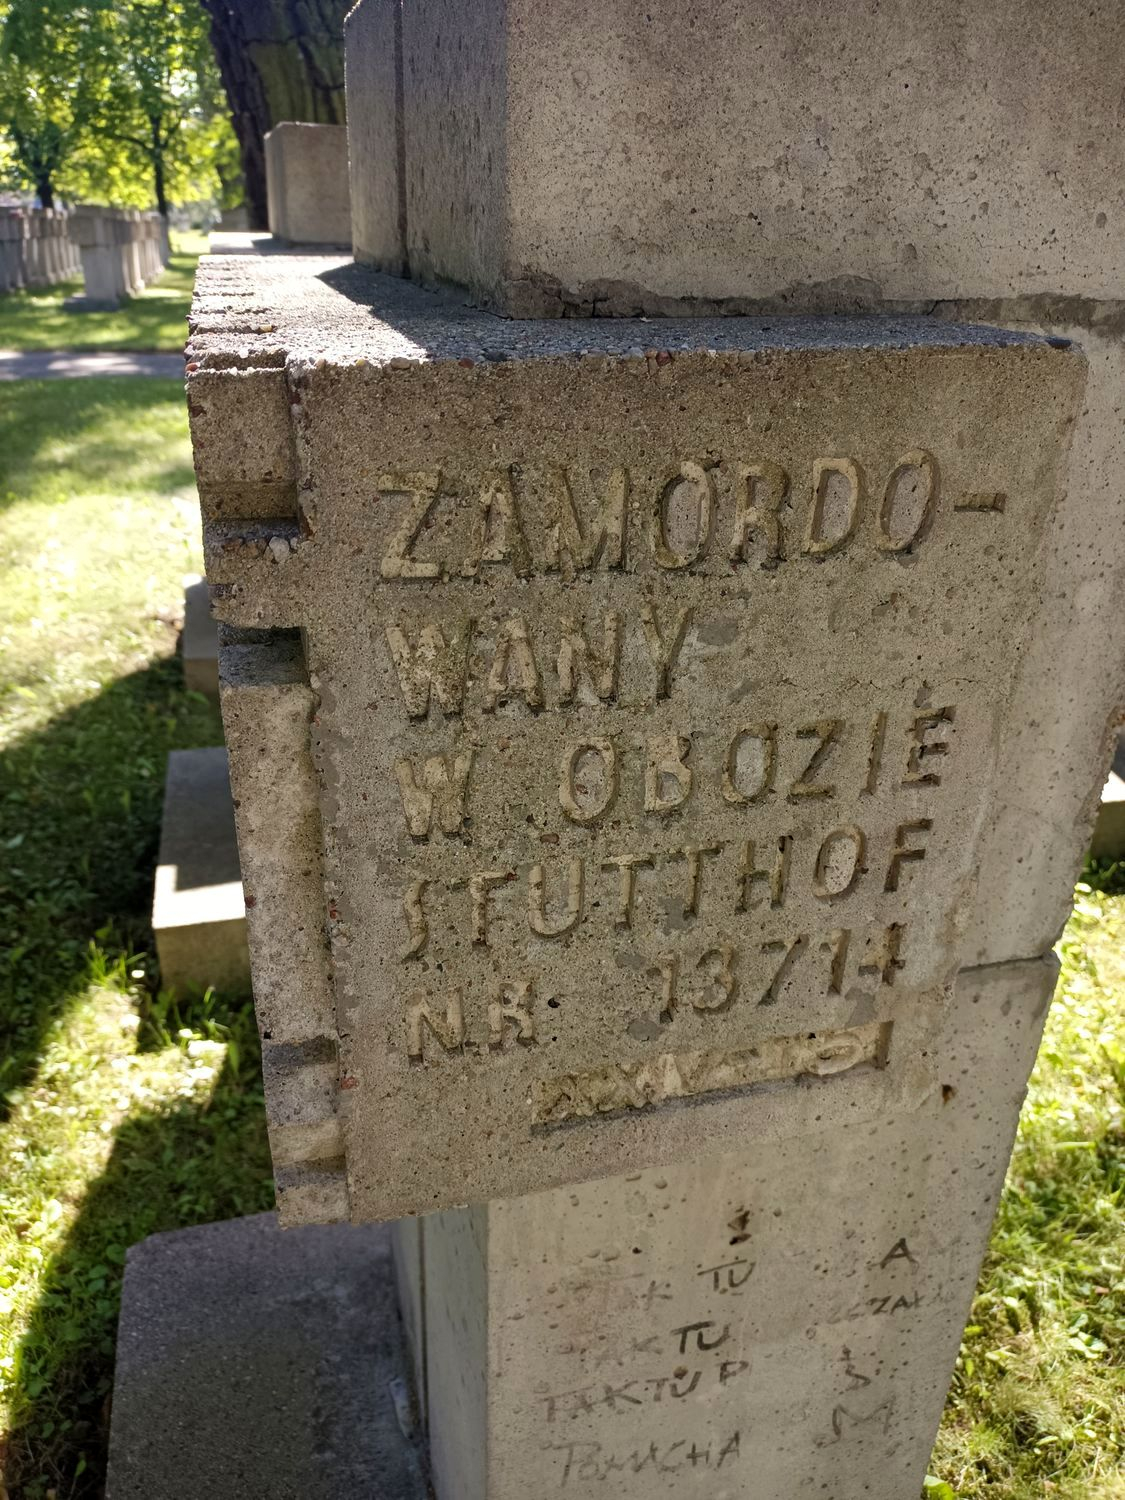 ZAMORDO-
WANY
W OBOZIE
STUTTHOF
NR. 13714
TAK TU
A
TAK TU
TAK TU P
S
M